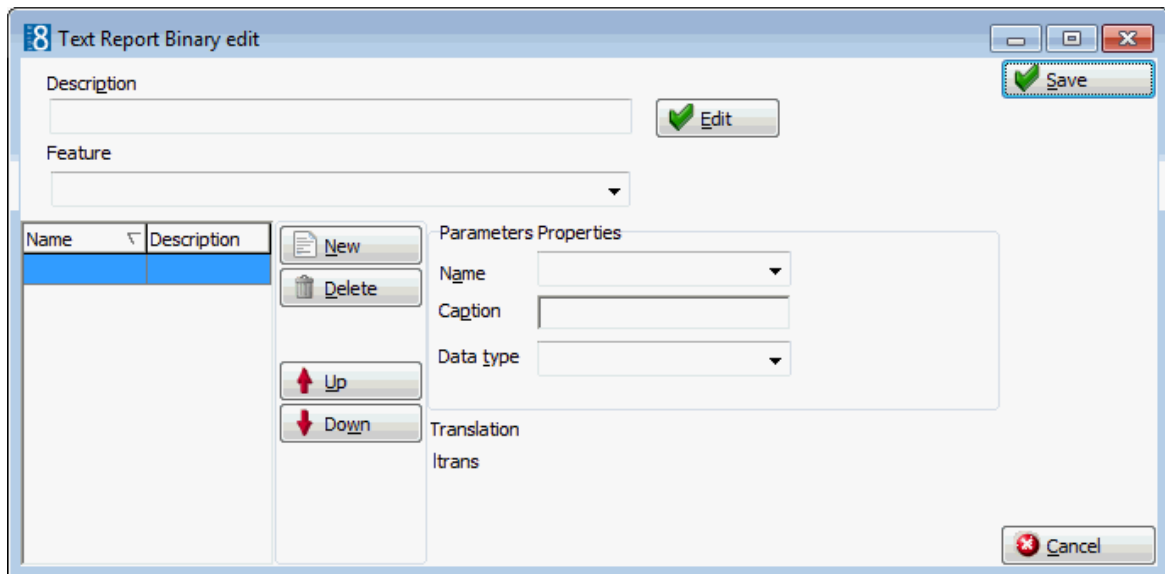 8 Text Report Binary edit
Save
Description
Edit
Feature
Name Description
New
Delete
Up
Down
Parameters Properties
Name
Caption
Data type
Translation
ltrans
Cancel